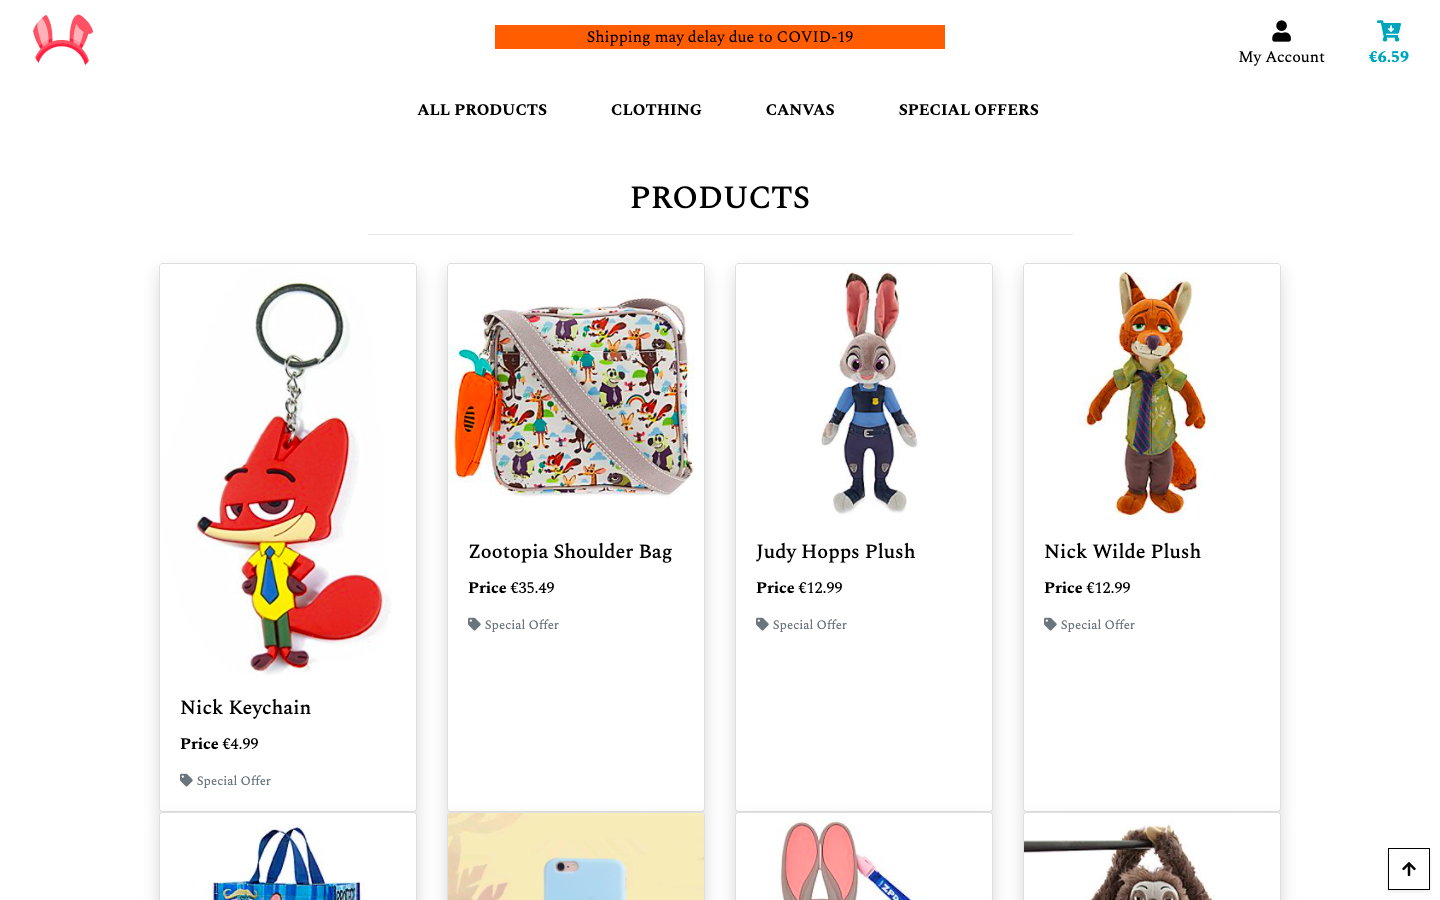 Shipping may delay due to COVID-19
My Account
€6.59
ALL PRODUCTS
CLOTHING
CANVAS
SPECIAL OFFERS
PRODUCTS
Zootopia Shoulder Bag
Price €35.49
Special Offer
Judy Hopps Plush
Price €12.99
Special Offer
Nick Wilde Plush
Price €12.99
Special Offer
Nick Keychain
Price €4.99
Special Offer